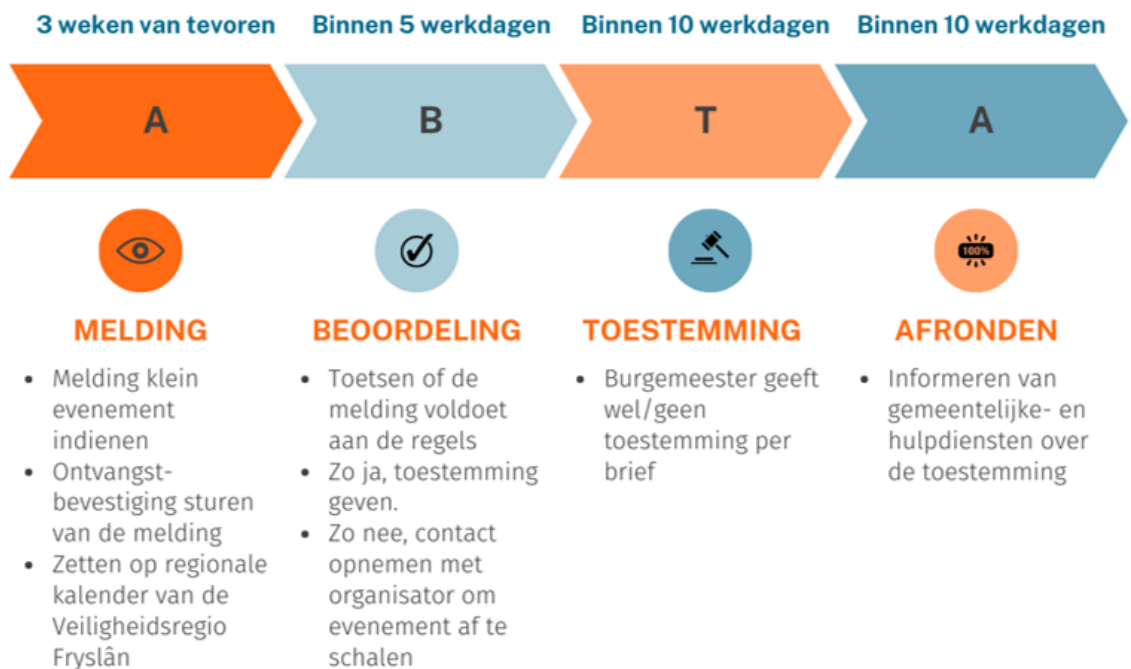 3 weken van tevoren
Binnen 5 werkdagen
Binnen 10 werkdagen
Binnen 10 werkdagen
A
B
T
A
100%
MELDING
• Melding klein
evenement
indienen
• Ontvangst-
bevestiging sturen
van de melding
• Zetten op regionale
kalender van de
Veiligheidsregio
Fryslân
BEOORDELING
• Toetsen of de
melding voldoet
aan de regels
• Zo ja, toestemming
geven.
• Zo nee, contact
opnemen met
organisator om
evenement af te
schalen
TOESTEMMING
• Burgemeester geeft
wel/geen
toestemming per
brief
AFRONDEN
• Informeren van
gemeentelijke- en
hulpdiensten over
de toestemming